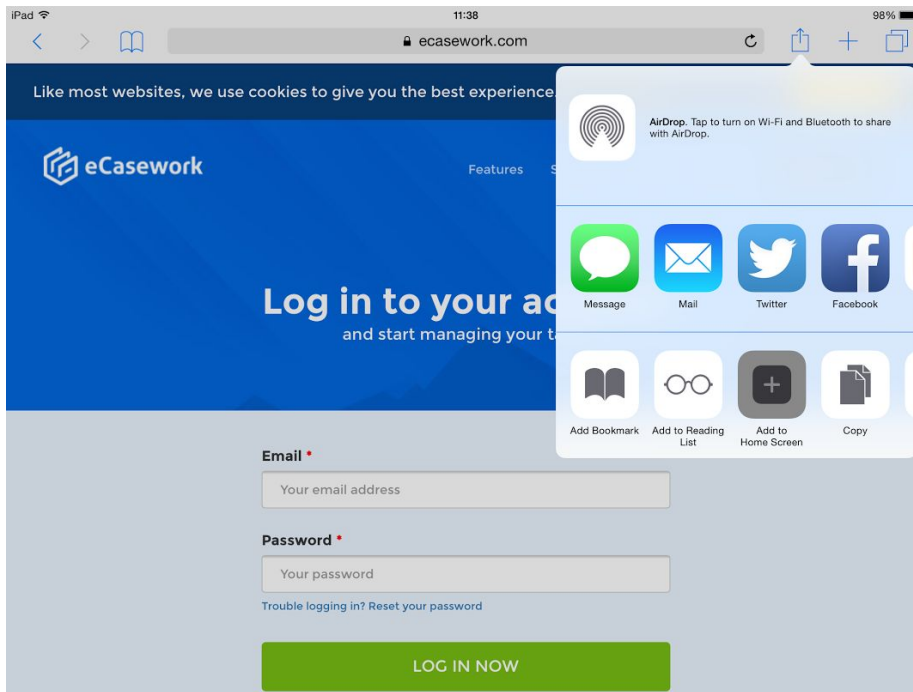 iPad 11:38 98%
ecasework.com
Like most websites, we use cookies to give you the best experience
AirDrop. Tap to turn on Wi-Fi and Bluetooth to share
with AirDrop.
eCasework
Features S
Message Mail Twitter Facebook
Log in to your ac
and start managing your t
Add Bookmark Add to Reading List Add to Home Screen Copy
Email *
Your email address
Password *
Your password
Trouble logging in? Reset your password
LOG IN NOW